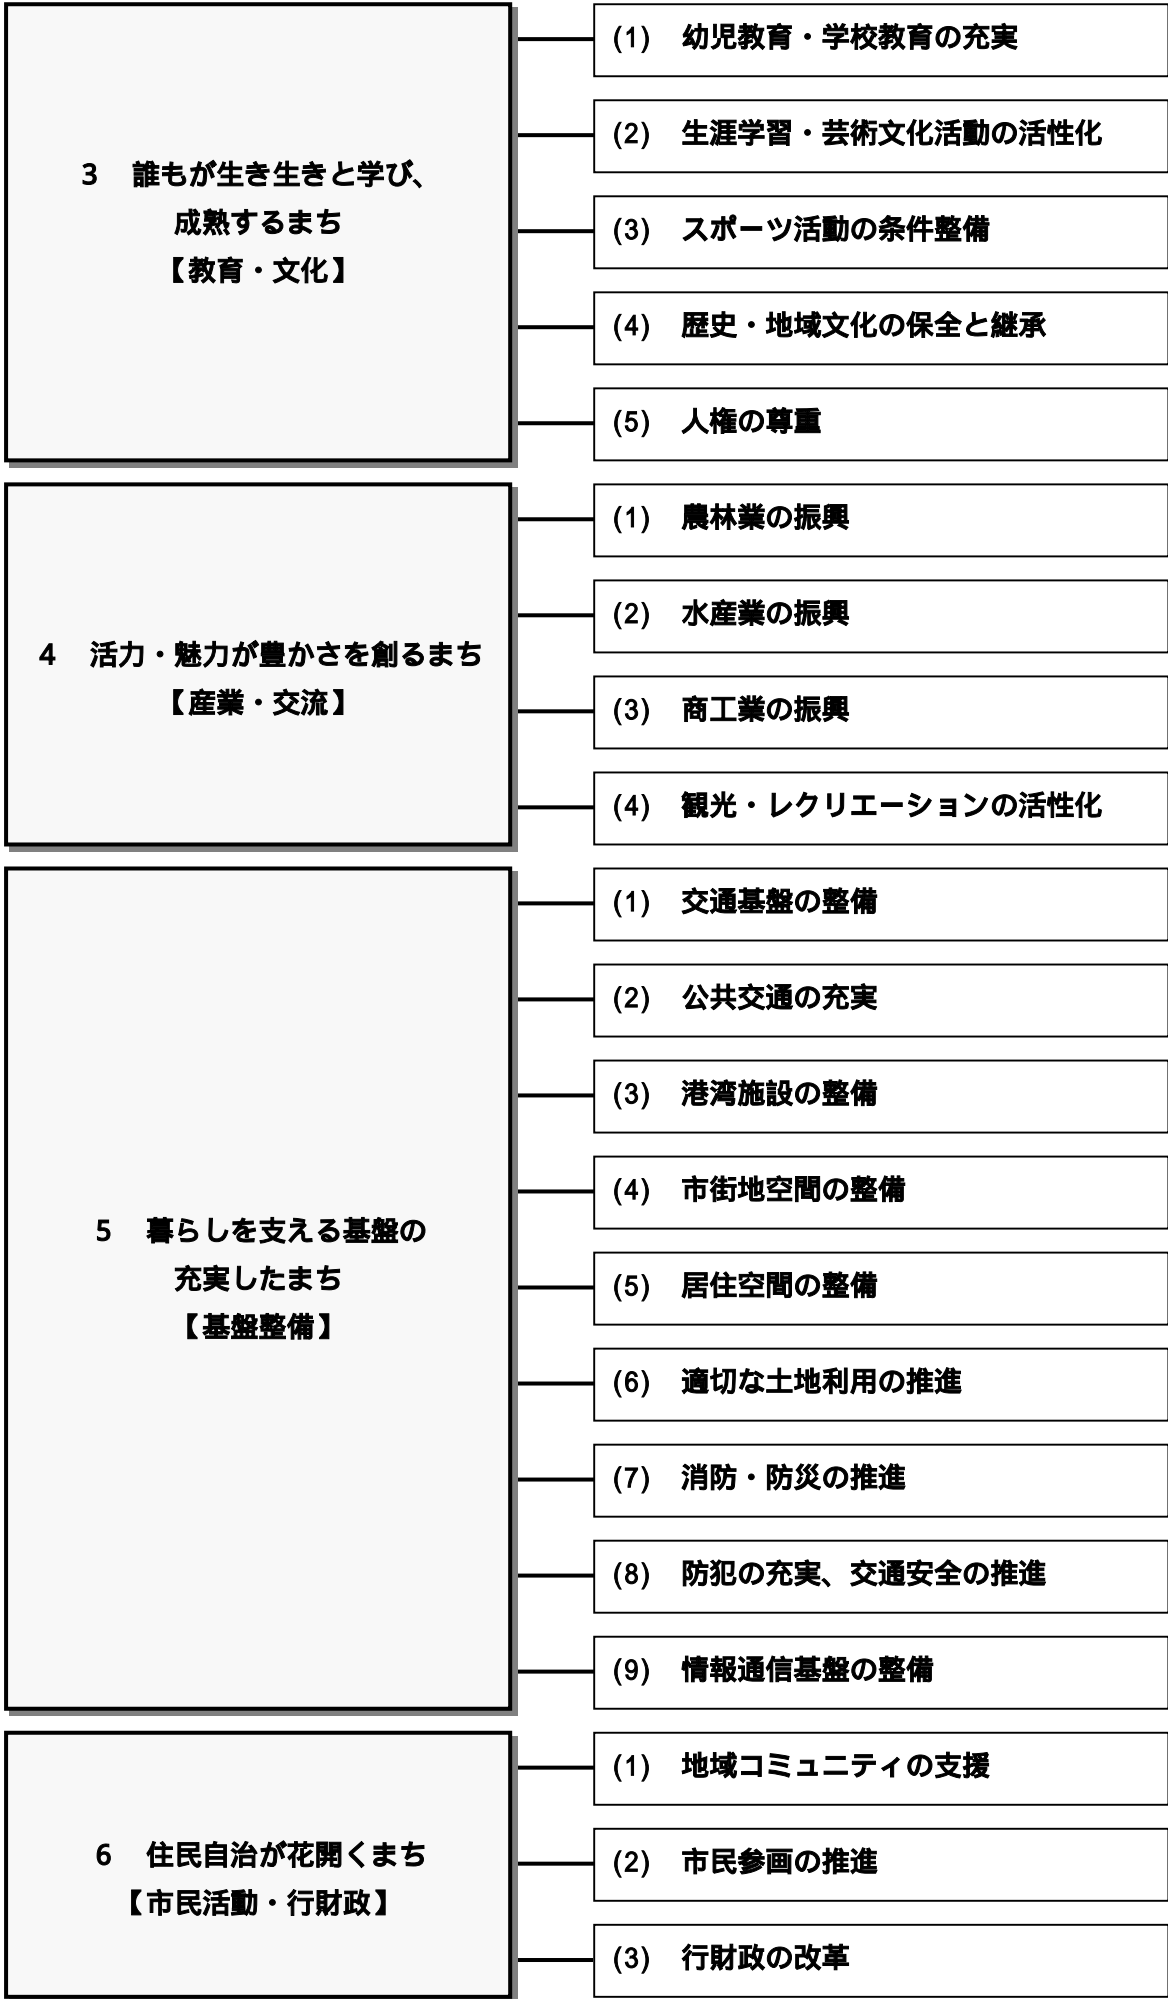 3　誰もが生き生きと学び、
成熟するまち
【教育・文化】
(1)　幼児教育・学校教育の充実
(2)　生涯学習・芸術文化活動の活性化
(3)　スポーツ活動の条件整備
(4)　歴史・地域文化の保全と継承
(5)　人権の尊重
4　活力・魅力が豊かさを創るまち
【産業・交流】
(1)　農林業の振興
(2)　水産業の振興
(3)　商工業の振興
(4)　観光・レクリエーションの活性化
5　暮らしを支える基盤の
充実したまち
【基盤整備】
(1)　交通基盤の整備
(2)　公共交通の充実
(3)　港湾施設の整備
(4)　市街地空間の整備
(5)　居住空間の整備
(6)　適切な土地利用の推進
(7)　消防・防災の推進
(8)　防犯の充実、交通安全の推進
(9)　情報通信基盤の整備
6　住民自治が花開くまち
【市民活動・行財政】
(1)　地域コミュニティの支援
(2)　市民参画の推進
(3)　行財政の改革